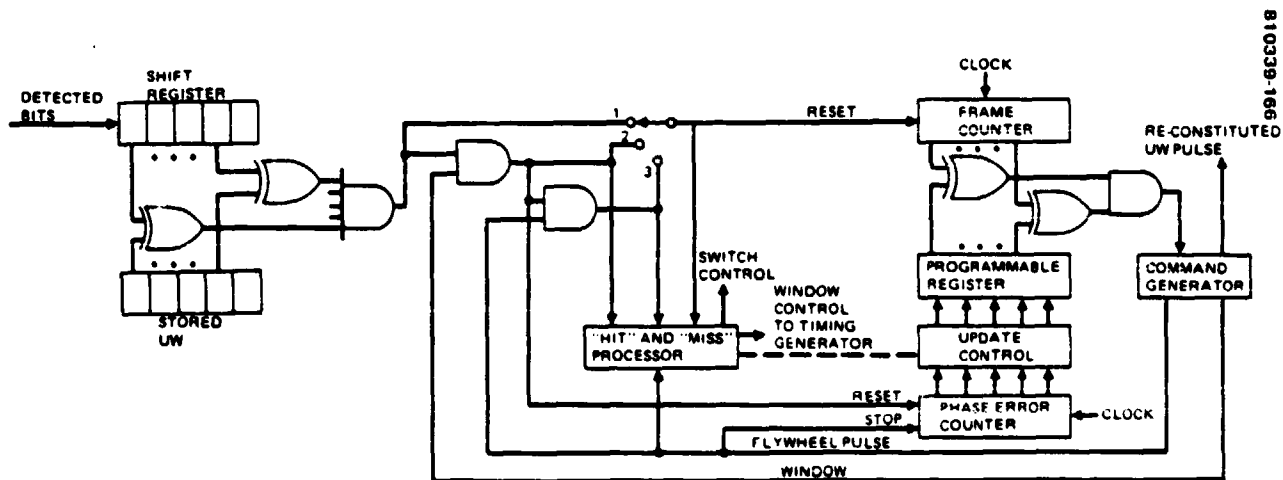 810339-166
DETECTED
BITS
SHIFT
REGISTER
STORED
UW
1
2
3
RESET
CLOCK
FRAME
COUNTER
RE-CONSTITUTED
UW PULSE
SWITCH
CONTROL
WINDOW
CONTROL
TO TIMING
GENERATOR
"HIT" AND "MISS"
PROCESSOR
PROGRAMMABLE
REGISTER
UPDATE
CONTROL
PHASE ERROR
COUNTER
COMMAND
GENERATOR
RESET
STOP
CLOCK
FLYWHEEL PULSE
WINDOW